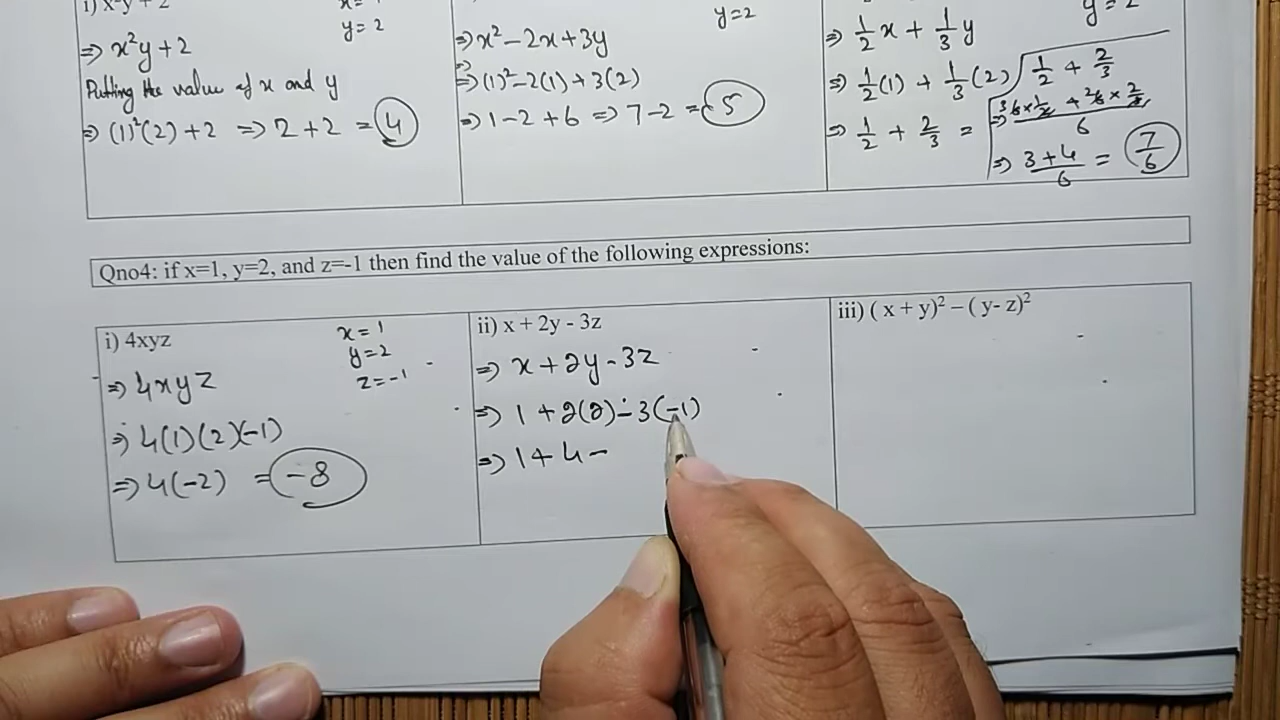 i) x²y + 2
y = 2
⇒ x²y + 2
Putting the value of x and y
⇒ (1)²(2) + 2 ⇒ 2 + 2 = 4
y = 2
⇒ x² - 2x + 3y
⇒ (1)² - 2(1) + 3(2)
⇒ 1 - 2 + 6 ⇒ 7 - 2 = 5
y = 2
⇒ 1/2 x + 1/3 y
⇒ 1/2 (1) + 1/3 (2)
⇒ 1/2 + 2/3 =
1/2 + 2/3
⇒ 3 + 4 / 6 = 7/6
Qno4: if x=1, y=2, and z=-1 then find the value of the following expressions:
i) 4xyz
x = 1
y = 2
z = -1
⇒ 4xyz
⇒ 4(1)(2)(-1)
⇒ 4(-2) = -8
ii) x + 2y - 3z
⇒ x + 2y - 3z
⇒ 1 + 2(2) - 3(-1)
⇒ 1 + 4 -
iii) ( x + y)² – ( y- z)²